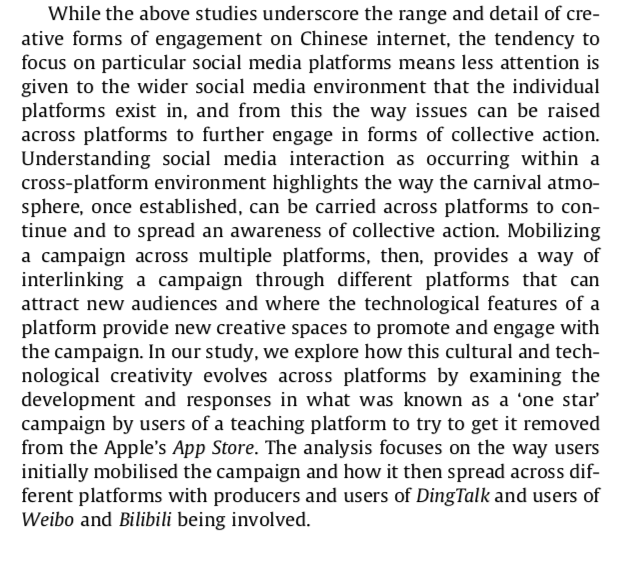 While the above studies underscore the range and detail of cre-
ative forms of engagement on Chinese internet, the tendency to
focus on particular social media platforms means less attention is
given to the wider social media environment that the individual
platforms exist in, and from this the way issues can be raised
across platforms to further engage in forms of collective action.
Understanding social media interaction as occurring within a
cross-platform environment highlights the way the carnival atmo-
sphere, once established, can be carried across platforms to con-
tinue and to spread an awareness of collective action. Mobilizing
a campaign across multiple platforms, then, provides a way of
interlinking a campaign through different platforms that can
attract new audiences and where the technological features of a
platform provide new creative spaces to promote and engage with
the campaign. In our study, we explore how this cultural and tech-
nological creativity evolves across platforms by examining the
development and responses in what was known as a ‘one star’
campaign by users of a teaching platform to try to get it removed
from the Apple’s App Store. The analysis focuses on the way users
initially mobilised the campaign and how it then spread across dif-
ferent platforms with producers and users of DingTalk and users of
Weibo and Bilibili being involved.